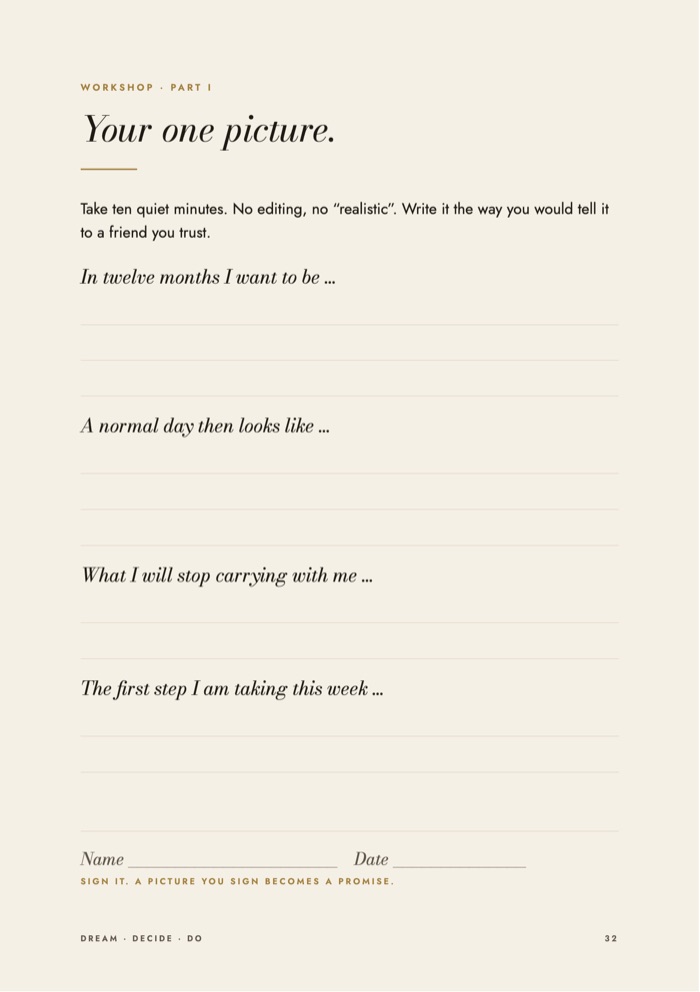 WORKSHOP · PART I
Your one picture.
Take ten quiet minutes. No editing, no “realistic”. Write it the way you would tell it
to a friend you trust.
In twelve months I want to be ...
A normal day then looks like ...
What I will stop carrying with me ...
The first step I am taking this week ...
Name ______________________ Date ______________
SIGN IT. A PICTURE YOU SIGN BECOMES A PROMISE.
DREAM · DECIDE · DO 32